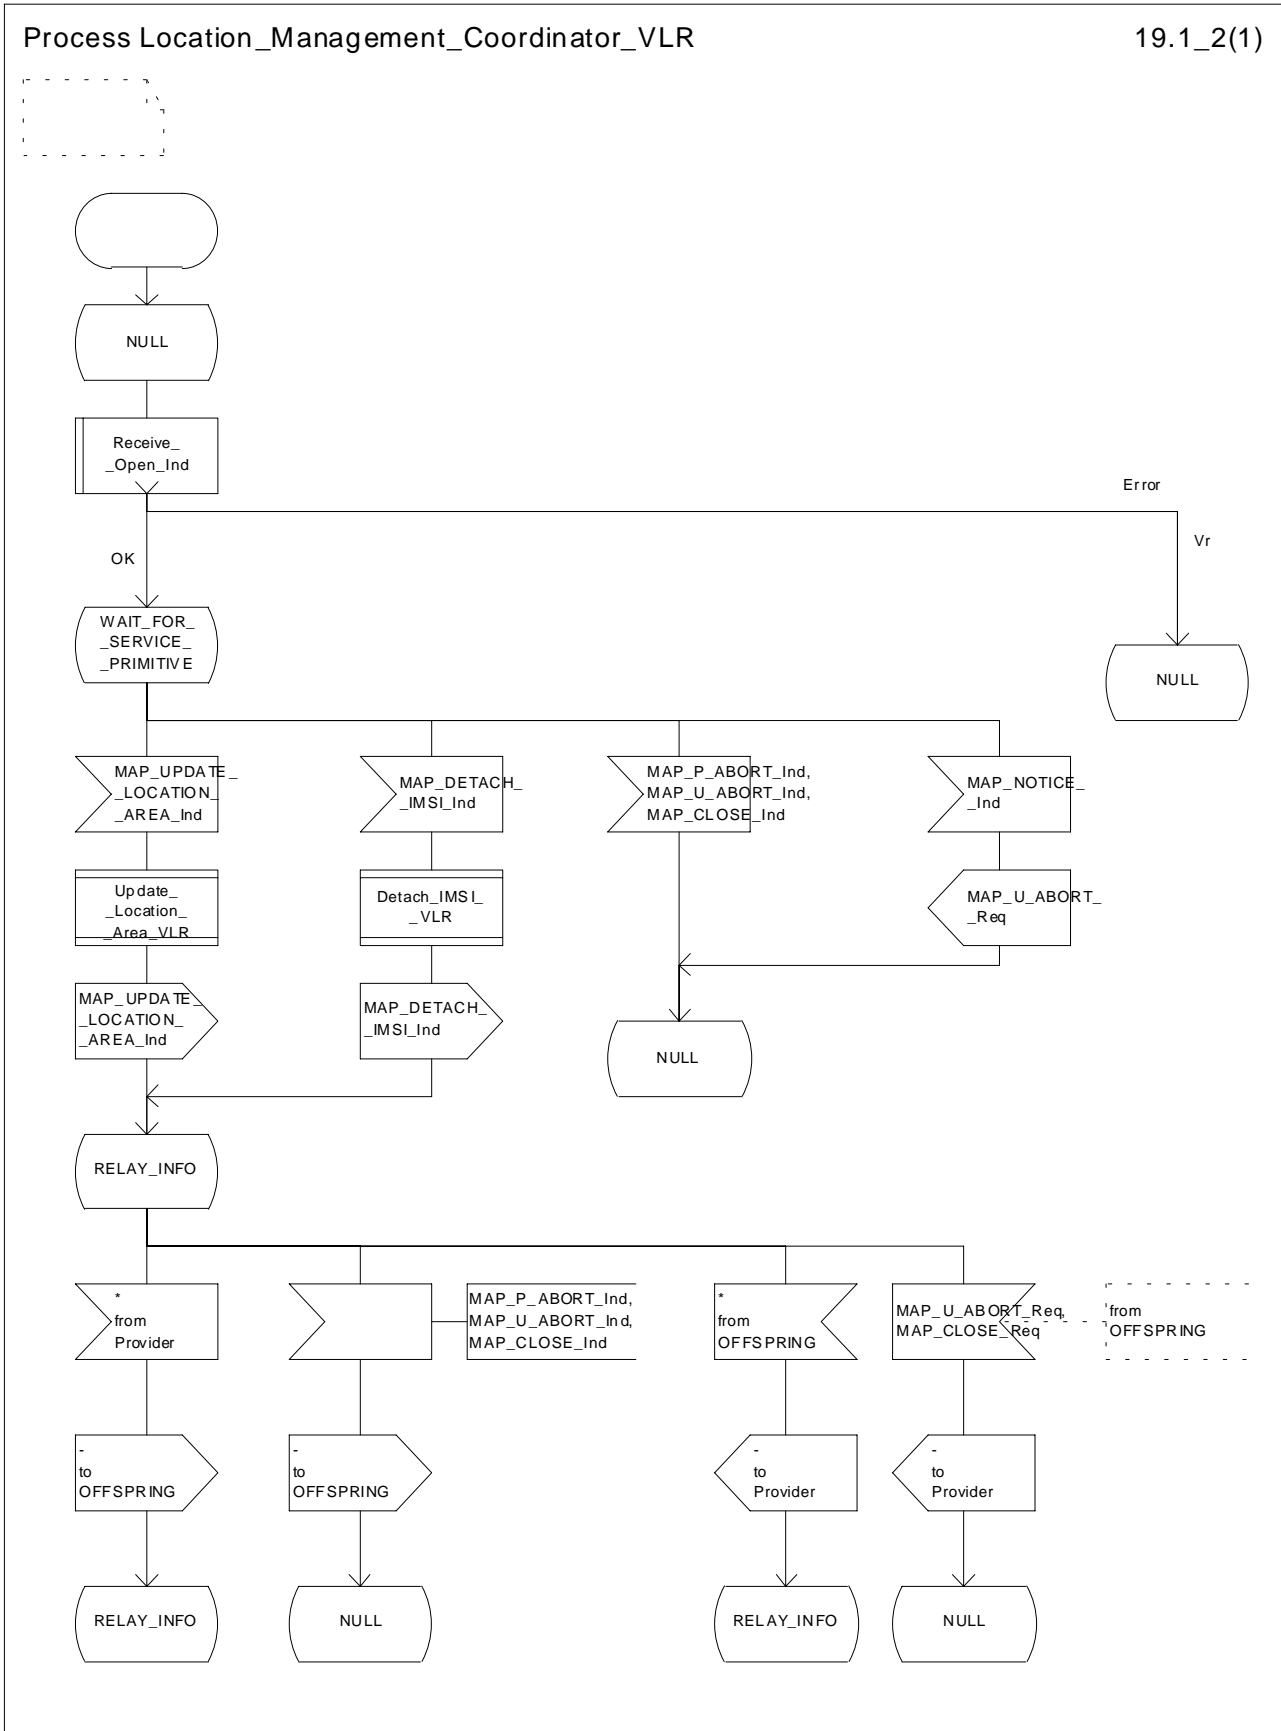 Process Location_Management_Coordinator_VLR
19.1_2(1)
NULL
Receive_
_Open_Ind
Error
Vr
OK
WAIT_FOR_
_SERVICE_
_PRIMITIVE
NULL
MAP_UPDATE_
_LOCATION_
_AREA_Ind
MAP_DETACH_
_IMSI_Ind
MAP_P_ABORT_Ind,
MAP_U_ABORT_Ind,
MAP_CLOSE_Ind
MAP_NOTICE_
_Ind
Update_
_Location_
_Area_VLR
Detach_IMSI_
_VLR
MAP_U_ABORT_
_Req
MAP_UPDATE_
_LOCATION_
_AREA_Ind
MAP_DETACH_
_IMSI_Ind
NULL
RELAY_INFO
*
from
Provider
MAP_P_ABORT_Ind,
MAP_U_ABORT_Ind,
MAP_CLOSE_Ind
*
from
OFFSPRING
MAP_U_ABORT_Req,
MAP_CLOSE_Req
from
OFFSPRING
-
to
OFFSPRING
-
to
OFFSPRING
-
to
Provider
-
to
Provider
RELAY_INFO
NULL
RELAY_INFO
NULL